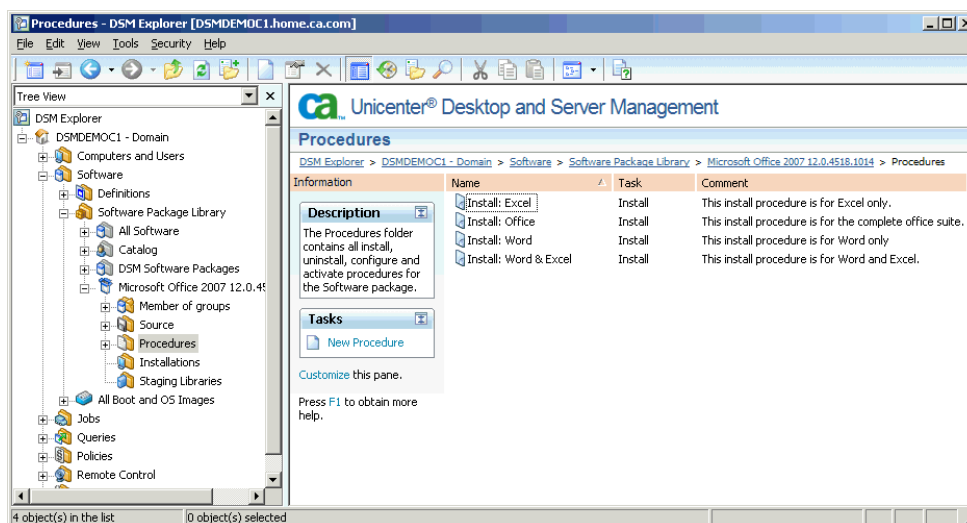 Procedures - DSM Explorer [DSMDEMOC1.home.ca.com]
File Edit View Tools Security Help
Tree View
DSM Explorer
DSMDEMOC1 - Domain
Computers and Users
Software
Definitions
Software Package Library
All Software
Catalog
DSM Software Packages
Microsoft Office 2007 12.0.45
Member of groups
Source
Procedures
Installations
Staging Libraries
All Boot and OS Images
Jobs
Queries
Policies
Remote Control
ca™ Unicenter® Desktop and Server Management
Procedures
DSM Explorer > DSMDEMOC1 - Domain > Software > Software Package Library > Microsoft Office 2007 12.0.4518.1014 > Procedures
Information
Description
The Procedures folder
contains all install,
uninstall, configure and
activate procedures for
the Software package.
Tasks
New Procedure
Customize this pane.
Press F1 to obtain more
help.
Name Task Comment
Install: Excel Install This install procedure is for Excel only.
Install: Office Install This install procedure is for the complete office suite.
Install: Word Install This install procedure is for Word only
Install: Word & Excel Install This install procedure is for Word and Excel.
4 object(s) in the list 0 object(s) selected